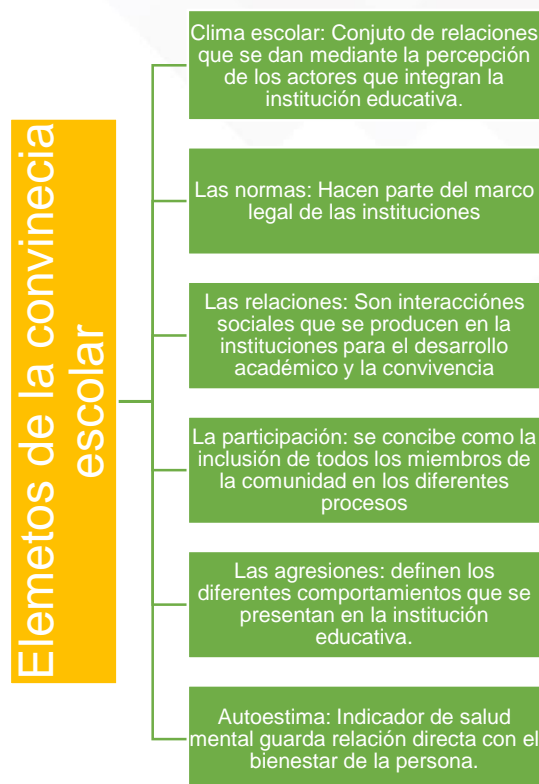 Elemetos de la convinecia
escolar
Clima escolar: Conjuto de relaciones
que se dan mediante la percepción
de los actores que integran la
institución educativa.
Las normas: Hacen parte del marco
legal de las instituciones
Las relaciones: Son interacciónes
sociales que se producen en la
instituciones para el desarrollo
académico y la convivencia
La participación: se concibe como la
inclusión de todos los miembros de
la comunidad en los diferentes
procesos
Las agresiones: definen los
diferentes comportamientos que se
presentan en la institución
educativa.
Autoestima: Indicador de salud
mental guarda relación directa con el
bienestar de la persona.